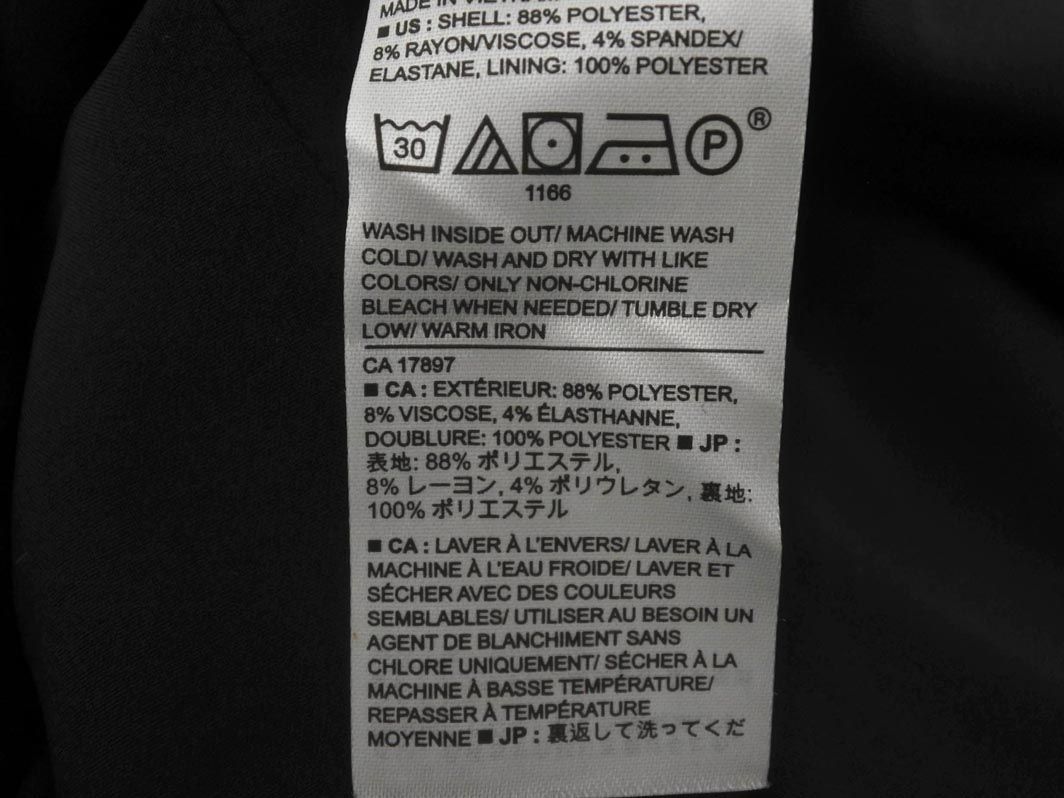 MADE IN VIETNAM
■ US : SHELL: 88% POLYESTER,
8% RAYON/VISCOSE, 4% SPANDEX/
ELASTANE, LINING: 100% POLYESTER
30
P
®
1166
WASH INSIDE OUT/ MACHINE WASH
COLD/ WASH AND DRY WITH LIKE
COLORS/ ONLY NON-CHLORINE
BLEACH WHEN NEEDED/ TUMBLE DRY
LOW/ WARM IRON
CA 17897
■ CA : EXTÉRIEUR: 88% POLYESTER,
8% VISCOSE, 4% ÉLASTHANNE,
DOUBLURE: 100% POLYESTER ■ JP :
表地: 88% ポリエステル,
8% レーヨン, 4% ポリウレタン, 裏地:
100% ポリエステル
■ CA : LAVER À L'ENVERS/ LAVER À LA
MACHINE À L'EAU FROIDE/ LAVER ET
SÉCHER AVEC DES COULEURS
SEMBLABLES/ UTILISER AU BESOIN UN
AGENT DE BLANCHIMENT SANS
CHLORE UNIQUEMENT/ SÉCHER À LA
MACHINE À BASSE TEMPÉRATURE/
REPASSER À TEMPÉRATURE
MOYENNE ■ JP : 裏返して洗ってくだ